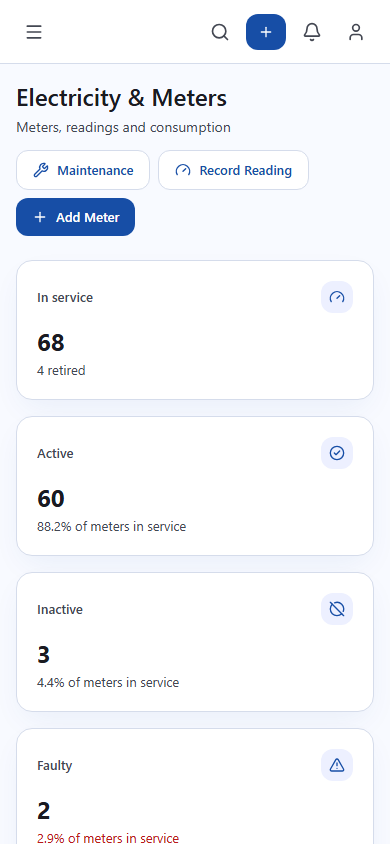 Electricity & Meters
Meters, readings and consumption
Maintenance
Record Reading
Add Meter
In service
68
4 retired
Active
60
88.2% of meters in service
Inactive
3
4.4% of meters in service
Faulty
2
2.9% of meters in service